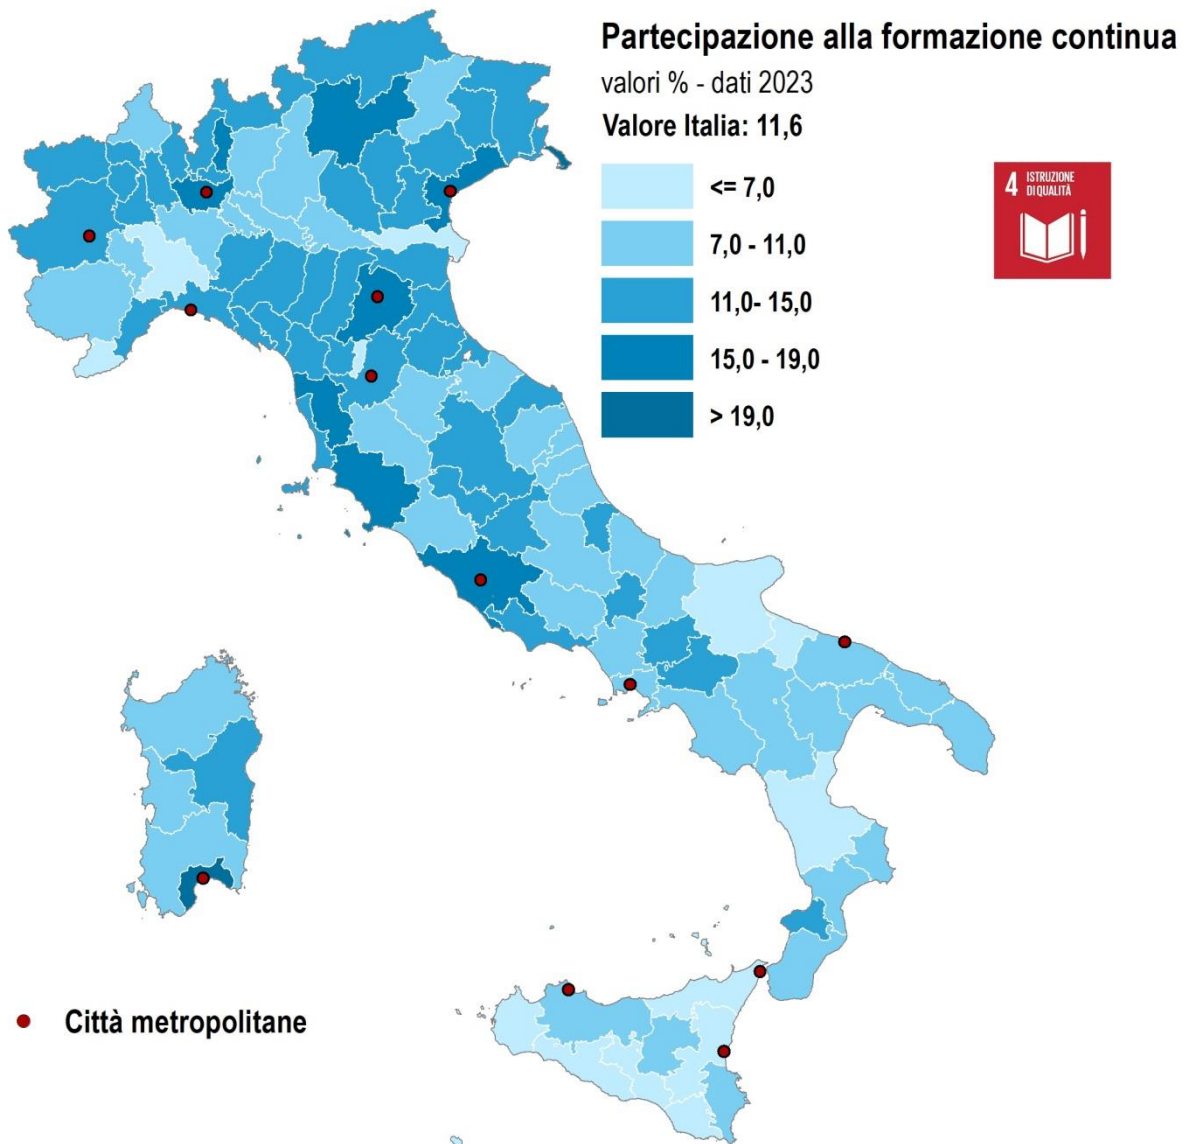 Partecipazione alla formazione continua
valori % - dati 2023
Valore Italia: 11,6
<= 7,0
7,0 - 11,0
11,0- 15,0
15,0 - 19,0
> 19,0
4 ISTRUZIONE
DI QUALITÀ
Città metropolitane